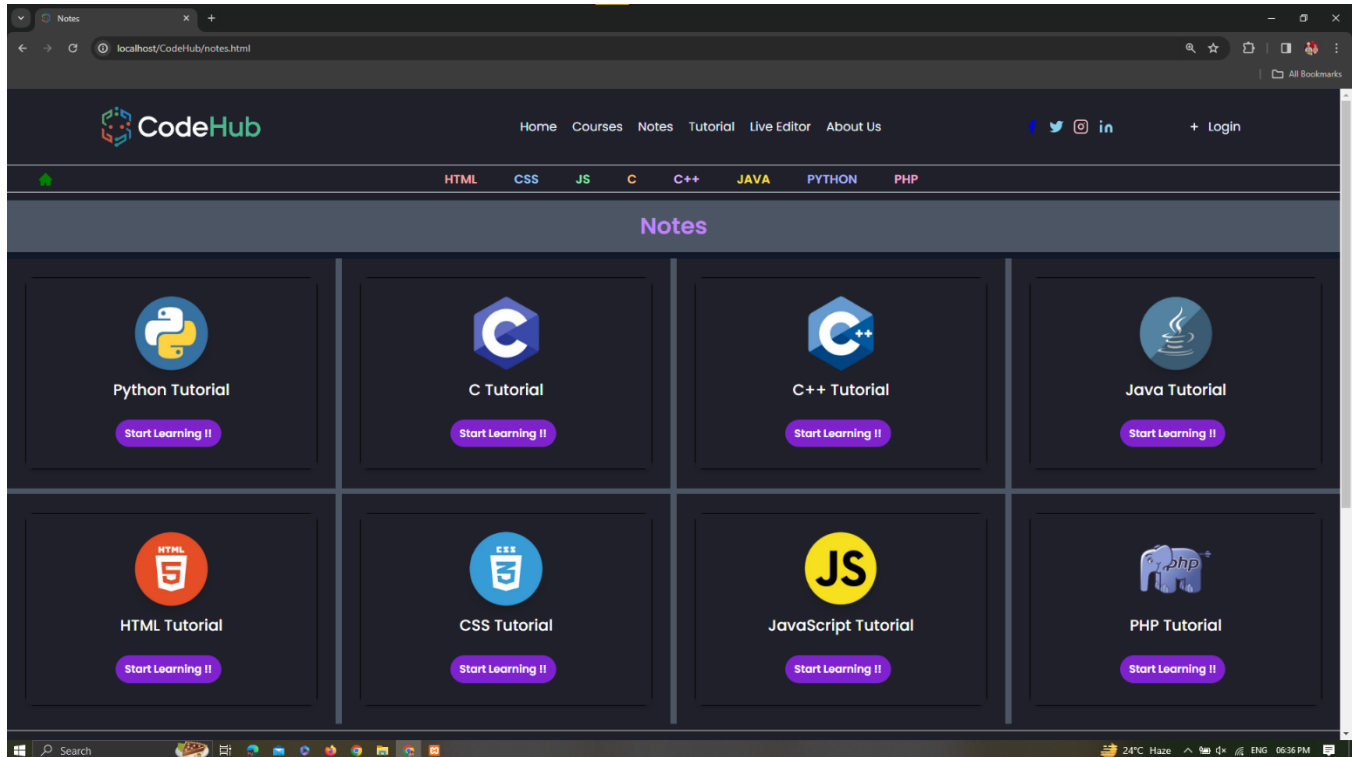 Notes
localhost/CodeHub/notes.html
All Bookmarks
CodeHub Home Courses Notes Tutorial Live Editor About Us f in + Login
HTML CSS JS C C++ JAVA PYTHON PHP
Notes
C C++
Python Tutorial C Tutorial C++ Tutorial Java Tutorial
Start Learning !! Start Learning !! Start Learning !! Start Learning !!
HTML 5 CSS 3 JS php
HTML Tutorial CSS Tutorial JavaScript Tutorial PHP Tutorial
Start Learning !! Start Learning !! Start Learning !! Start Learning !!
Search 24°C Haze ENG 06:36 PM